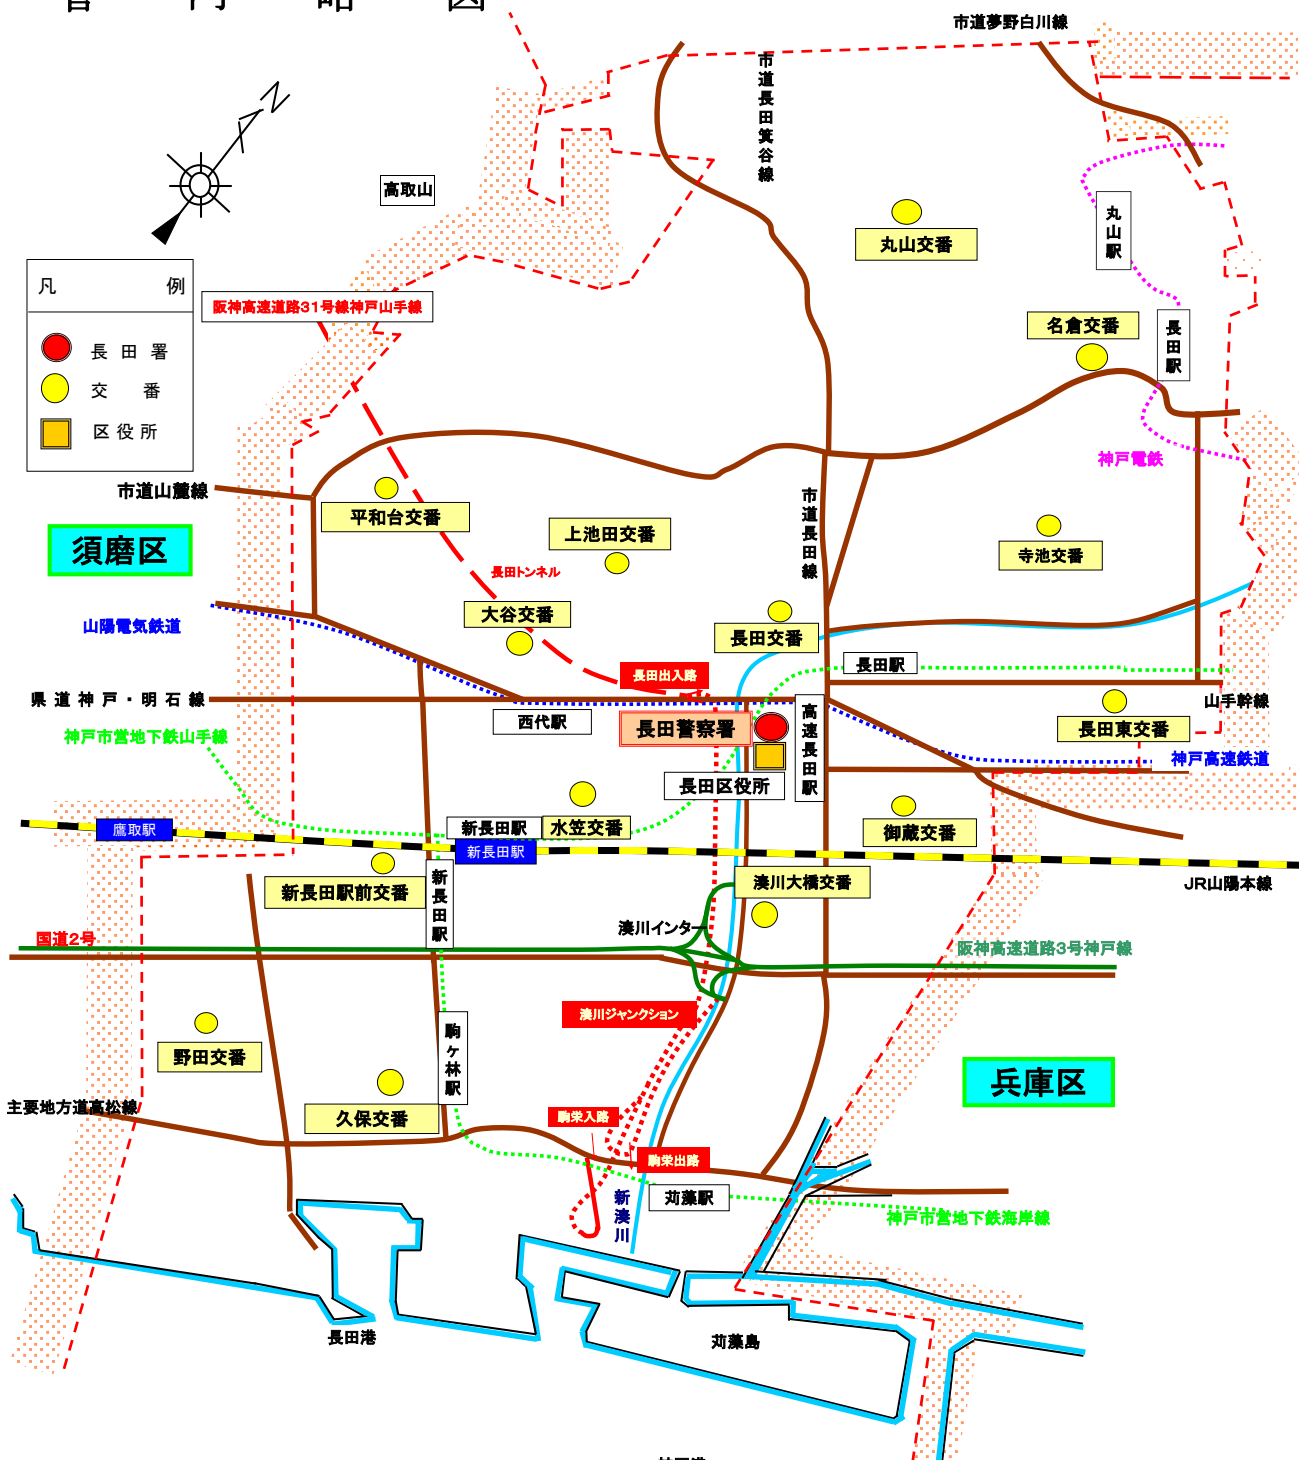 管内略図
市道夢野白川線
市道長田箕谷線
高取山
丸山駅
丸山交番
凡例
長田署
交番
区役所
阪神高速道路31号線神戸山手線
名倉交番
長田駅
神戸電鉄
市道山麓線
平和台交番
上池田交番
市道長田線
寺池交番
須磨区
長田トンネル
大谷交番
山陽電気鉄道
長田交番
長田駅
長田出入路
県道神戸・明石線
山手幹線
西代駅
長田警察署
高速長田駅
長田東交番
神戸市営地下鉄山手線
神戸高速鉄道
長田区役所
鷹取駅
新長田駅
水笠交番
御蔵交番
新長田駅
新長田駅前交番
新長田駅
湊川大橋交番
JR山陽本線
国道2号
湊川インター
阪神高速道路3号神戸線
湊川ジャンクション
野田交番
駒ヶ林駅
兵庫区
主要地方道高松線
久保交番
駒栄入路
駒栄出路
新湊川
苅藻駅
神戸市営地下鉄海岸線
長田港
苅藻島